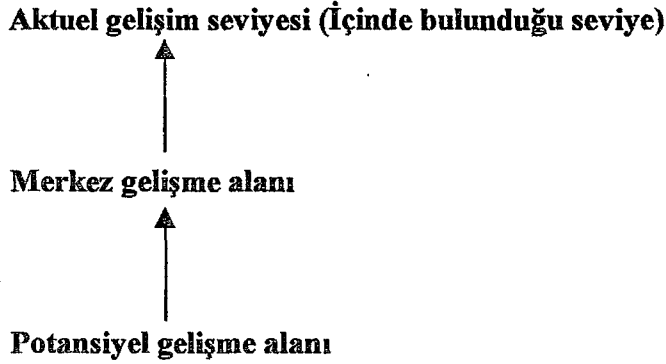 Aktuel gelişim seviyesi (İçinde bulunduğu seviye)
Merkez gelişme alanı
Potansiyel gelişme alanı